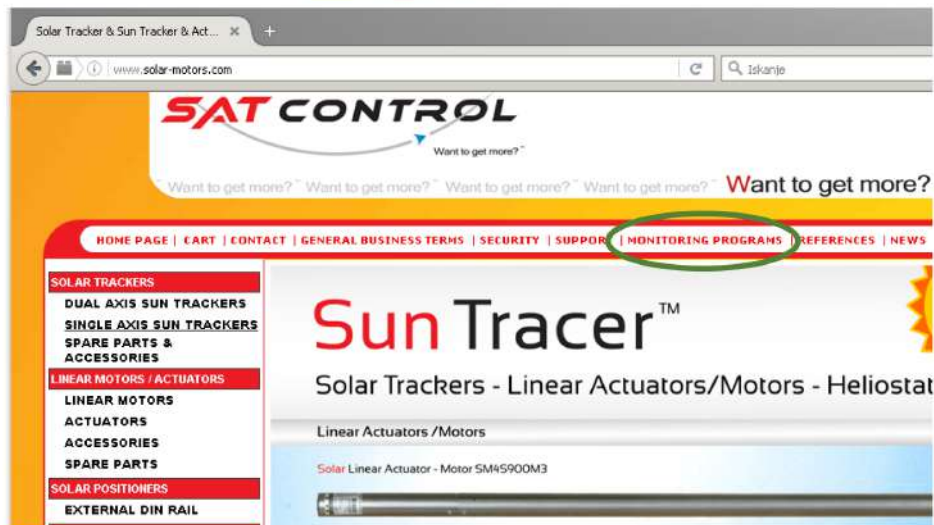 Solar Tracker & Sun Tracker & Act...
www.solar-motors.com
Iskanje
SAT CONTROL
Want to get more?
Want to get more? Want to get more? Want to get more? Want to get more? Want to get more?
HOME PAGE | CART | CONTACT | GENERAL BUSINESS TERMS | SECURITY | SUPPORT | MONITORING PROGRAMS | REFERENCES | NEWS
SOLAR TRACKERS
DUAL AXIS SUN TRACKERS
SINGLE AXIS SUN TRACKERS
SPARE PARTS &
ACCESSORIES
LINEAR MOTORS / ACTUATORS
LINEAR MOTORS
ACTUATORS
ACCESSORIES
SPARE PARTS
SOLAR POSITIONERS
EXTERNAL DIN RAIL
Sun Tracer™
Solar Trackers - Linear Actuators/Motors - Heliostat
Linear Actuators /Motors
Solar Linear Actuator - Motor SM4S900M3